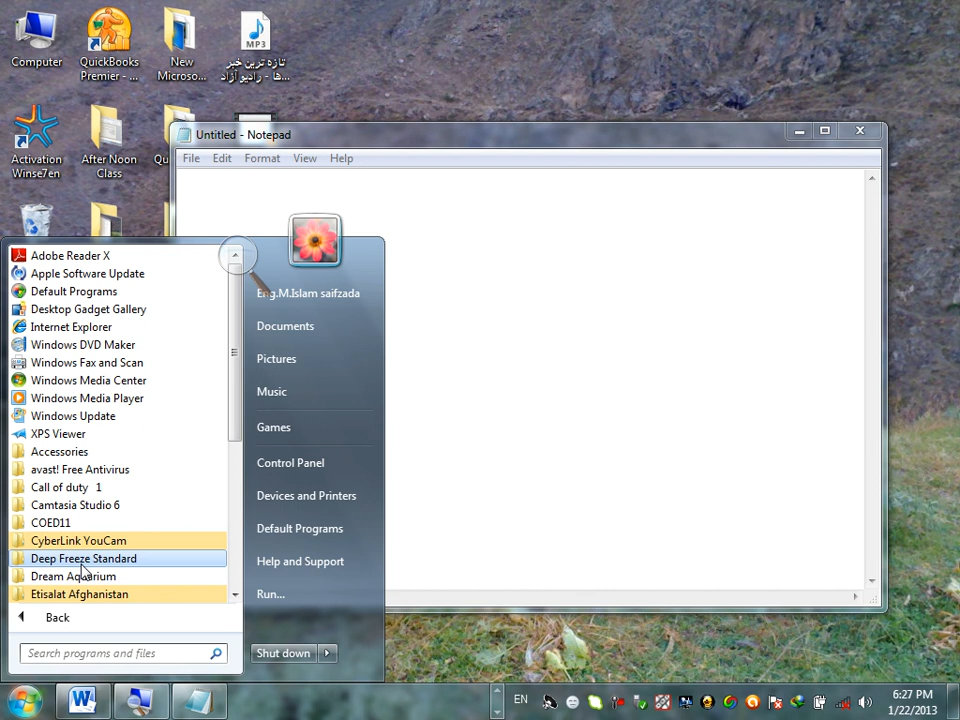 Computer
QuickBooks
Premier - ...
New
Microso...
MP3
تازه ترین خبر
ها - رادیو آزاد...
Activation
Winse7en
After Noon
Class
Qu
Untitled - Notepad
File Edit Format View Help
Adobe Reader X
Apple Software Update
Default Programs
Desktop Gadget Gallery
Internet Explorer
Windows DVD Maker
Windows Fax and Scan
Windows Media Center
Windows Media Player
Windows Update
XPS Viewer
Accessories
avast! Free Antivirus
Call of duty 1
Camtasia Studio 6
COED11
CyberLink YouCam
Deep Freeze Standard
Dream Aquarium
Etisalat Afghanistan
Back
Search programs and files
Eng.M.Islam saifzada
Documents
Pictures
Music
Games
Control Panel
Devices and Printers
Default Programs
Help and Support
Run...
Shut down
EN
6:27 PM
1/22/2013